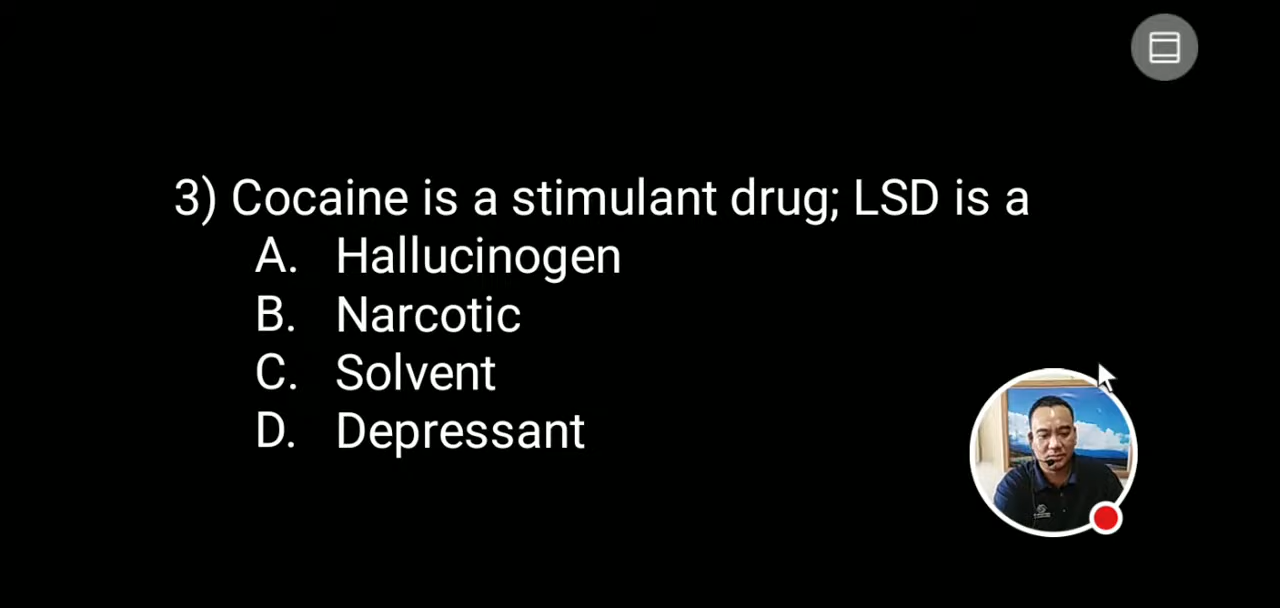 3) Cocaine is a stimulant drug; LSD is a
A. Hallucinogen
B. Narcotic
C. Solvent
D. Depressant